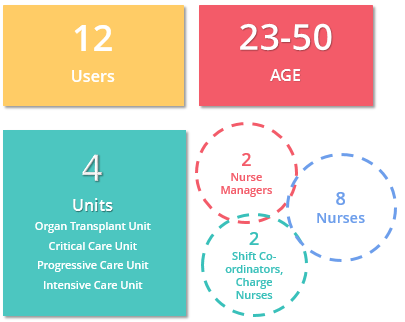 12
Users
23-50
AGE
4
Units
Organ Transplant Unit
Critical Care Unit
Progressive Care Unit
Intensive Care Unit
2
Nurse
Managers
8
Nurses
2
Shift Co-
ordinators,
Charge
Nurses